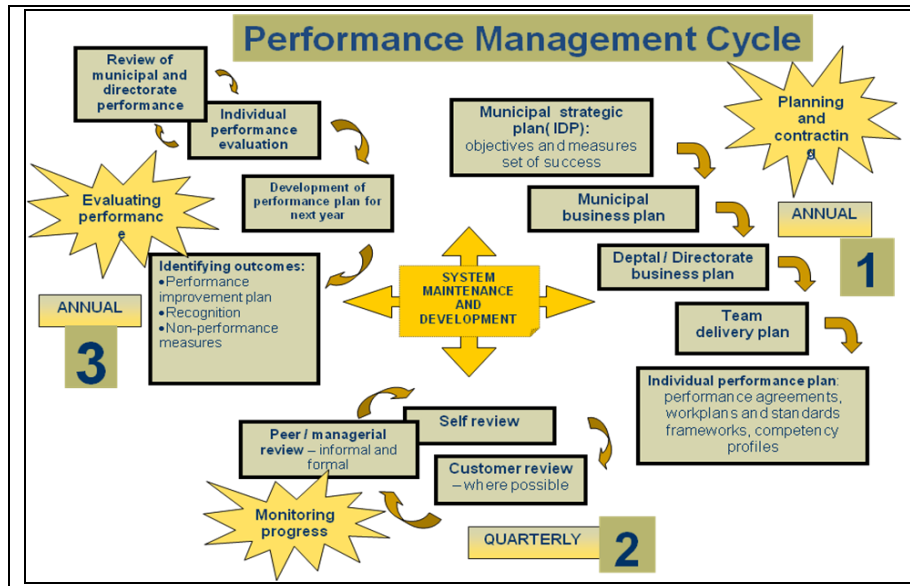 Performance Management Cycle
Review of
municipal and
directorate
performance
Individual
performance
evaluation
Development of
performance plan for
next year
Evaluating
performanc
e
Identifying outcomes:
•Performance
improvement plan
•Recognition
•Non-performance
measures
ANNUAL
3
Municipal strategic
plan( IDP):
objectives and measures
set of success
Planning
and
contractin
g
Municipal
business plan
ANNUAL
1
Deptal / Directorate
business plan
Team
delivery plan
Individual performance plan:
performance agreements,
workplans and standards
frameworks, competency
profiles
SYSTEM
MAINTENANCE
AND
DEVELOPMENT
Self review
Peer / managerial
review – informal and
formal
Customer review
– where possible
Monitoring
progress
QUARTERLY
2